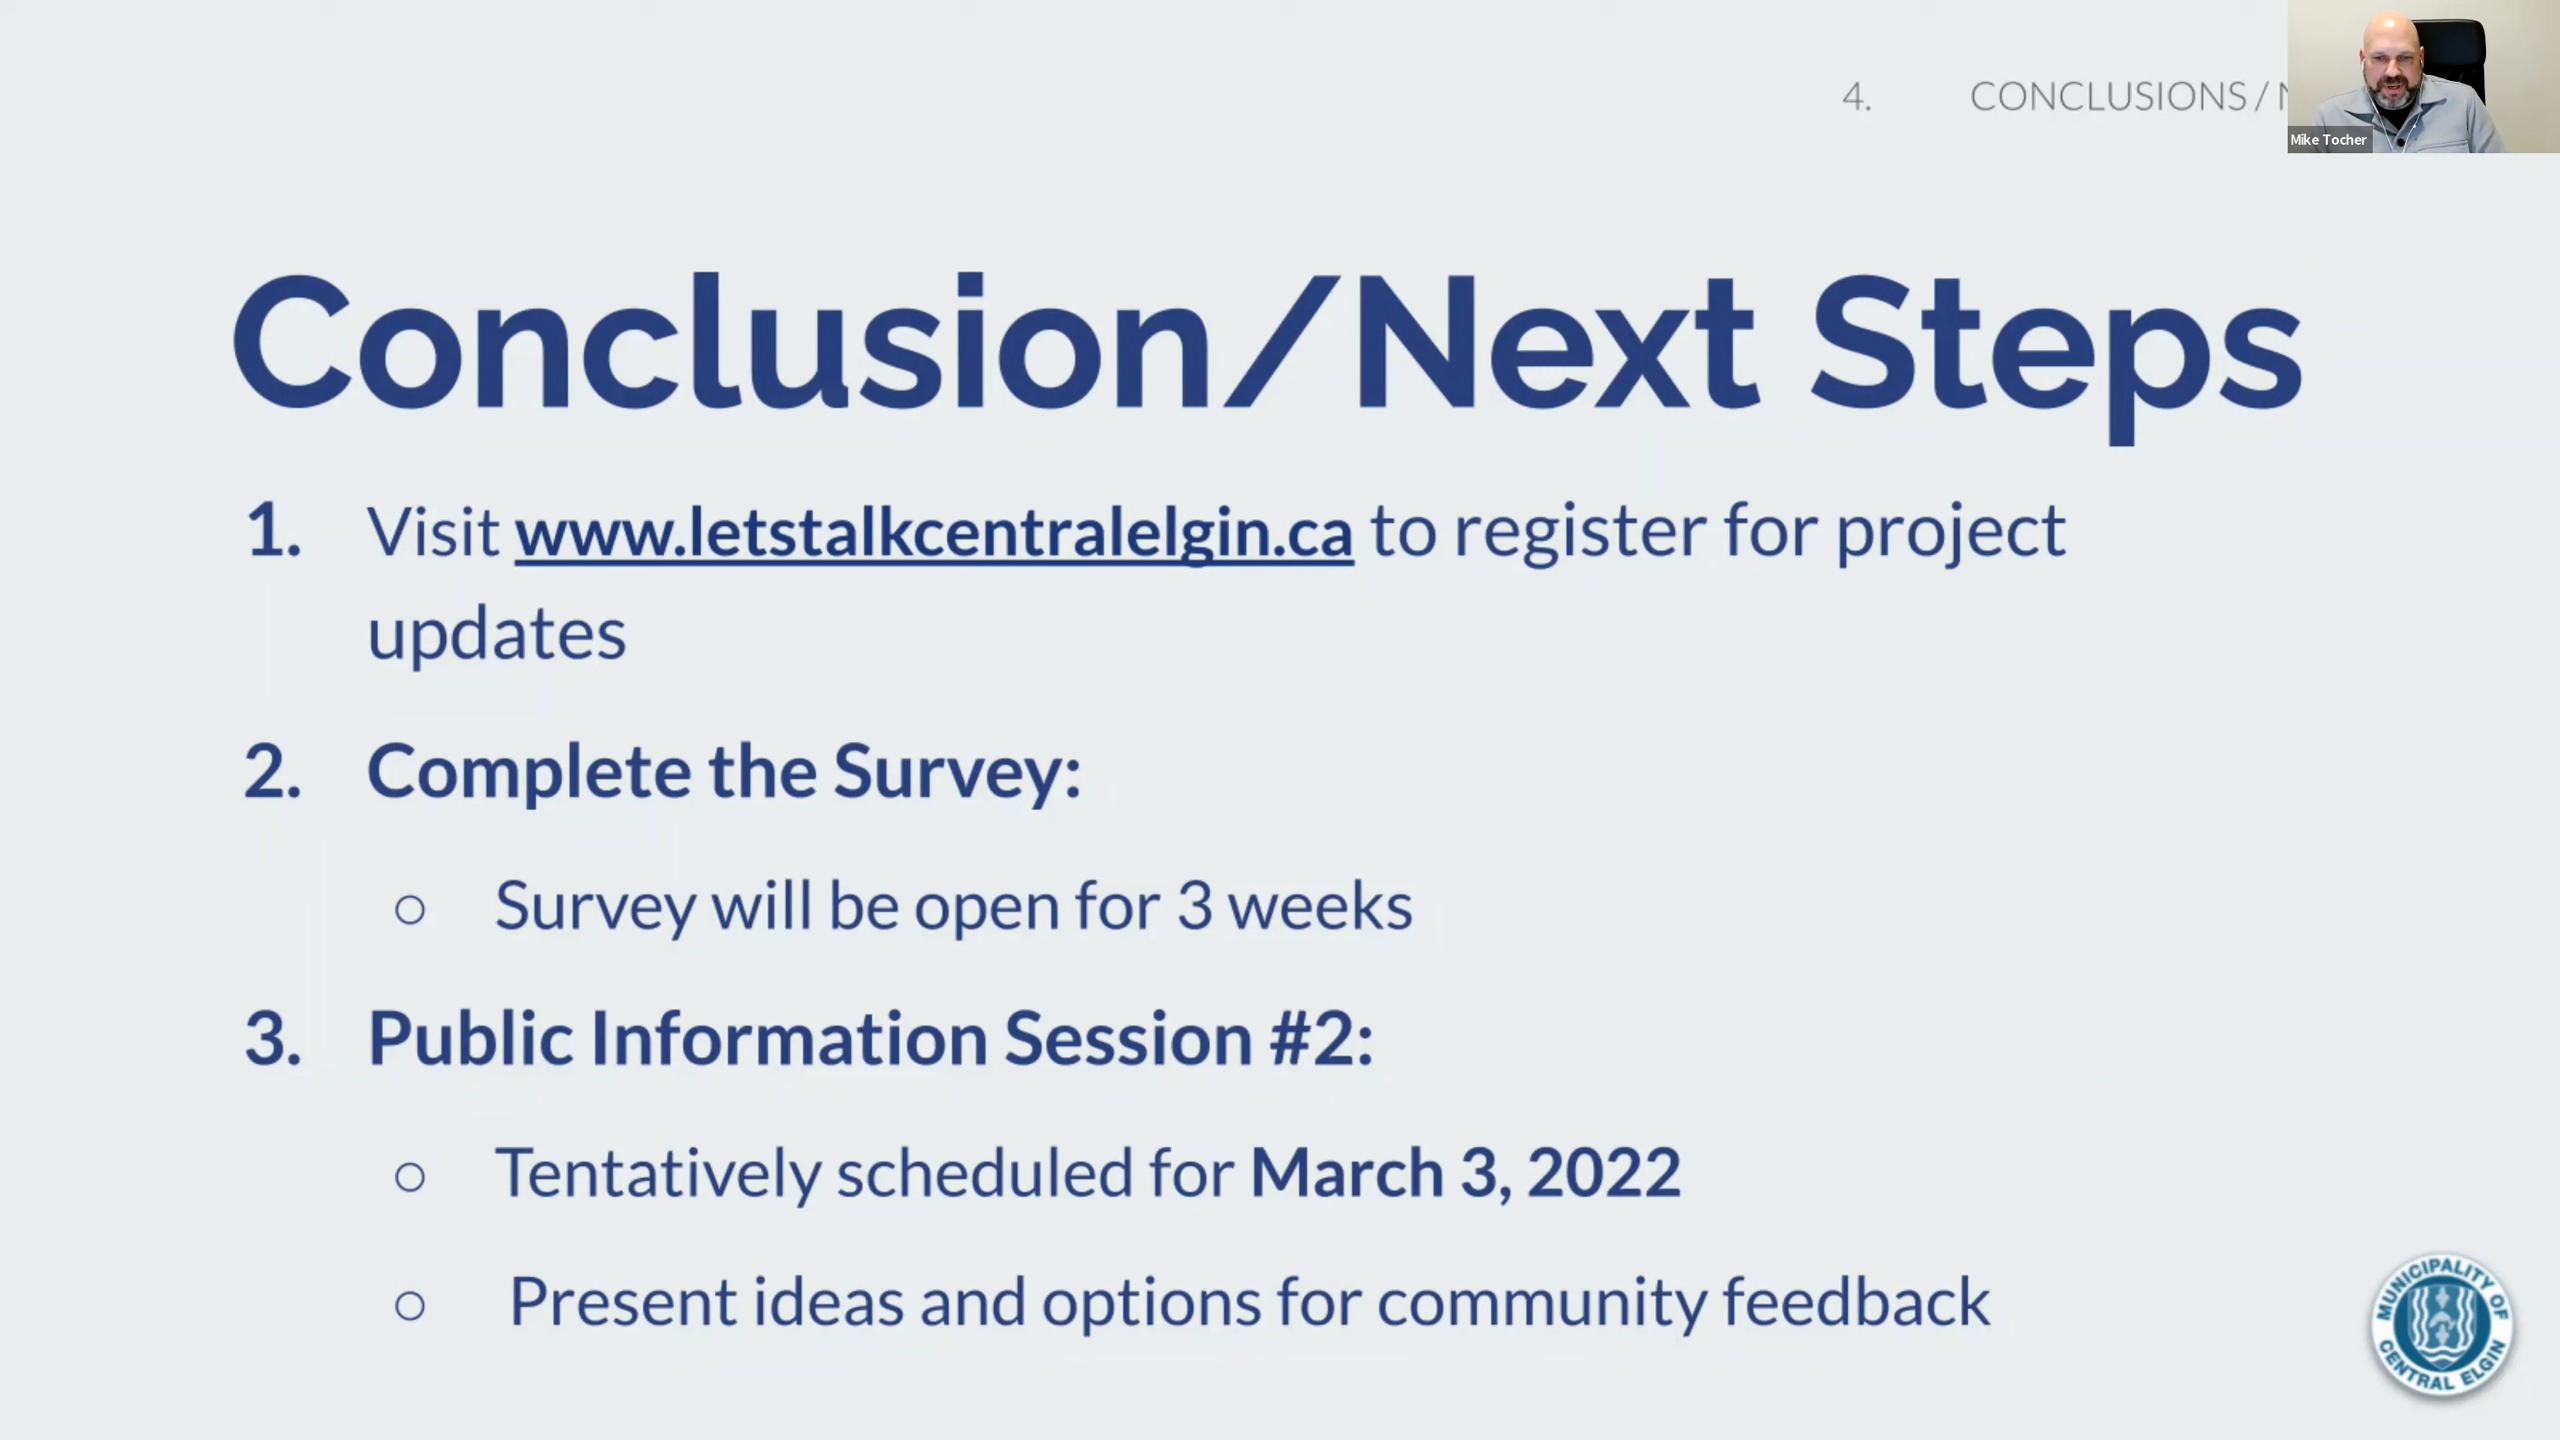 4. CONCLUSIONS /
Mike Tocher
Conclusion/Next Steps
1. Visit www.letstalkcentralelgin.ca to register for project
updates
2. Complete the Survey:
○ Survey will be open for 3 weeks
3. Public Information Session #2:
○ Tentatively scheduled for March 3, 2022
○ Present ideas and options for community feedback
MUNICIPALITY OF
CENTRAL ELGIN